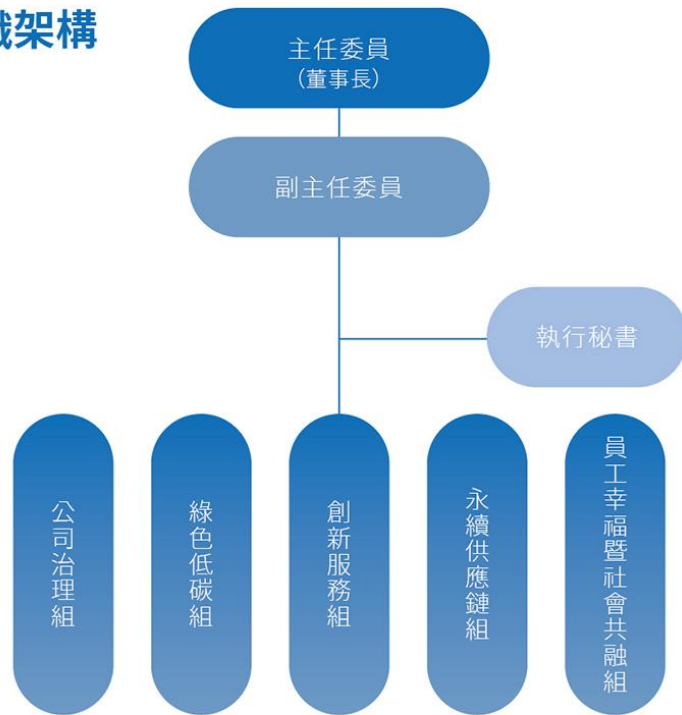 織架構
主任委員
（董事長）
副主任委員
執行秘書
公司治理組
綠色低碳組
創新服務組
永續供應鏈組
員工幸福暨社會共融組